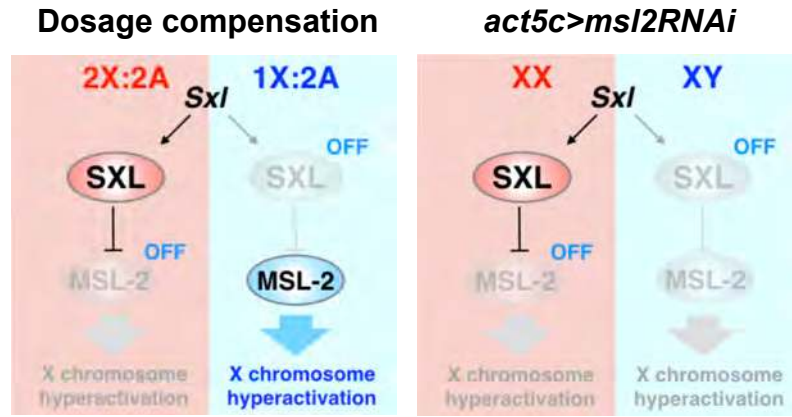 Dosage compensation
2X:2A 1X:2A
Sxl
OFF
SXL SXL
OFF
MSL-2 MSL-2
X chromosome X chromosome
hyperactivation hyperactivation
act5c>msl2RNAi
XX XY
Sxl
OFF
SXL SXL
OFF
MSL-2 MSL-2
X chromosome X chromosome
hyperactivation hyperactivation